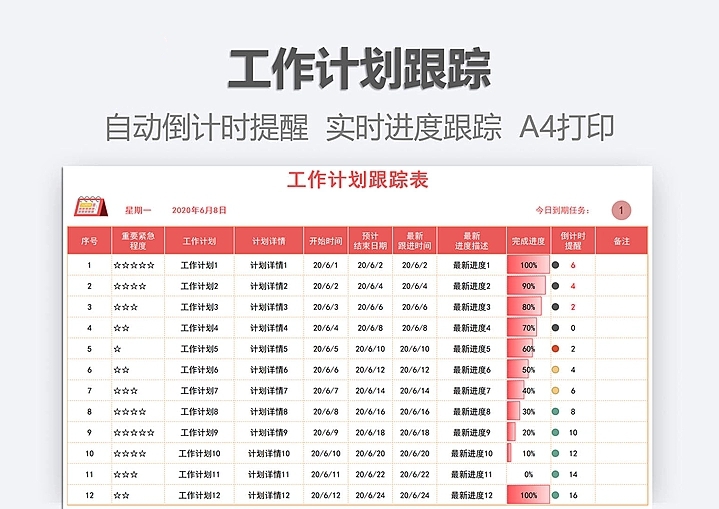 工作计划跟踪
自动倒计时提醒 实时进度跟踪 A4打印
工作计划跟踪表
星期一 2020年6月8日 今日到期任务： 1
序号 重要紧急程度 工作计划 计划详情 开始时间 预计结束日期 最新跟进时间 最新进度描述 完成进度 倒计时提醒 备注
1 ☆☆☆☆☆ 工作计划1 计划详情1 20/6/1 20/6/2 20/6/2 最新进度1 100% 6
2 ☆☆☆☆ 工作计划2 计划详情2 20/6/2 20/6/4 20/6/4 最新进度2 90% 4
3 ☆☆☆ 工作计划3 计划详情3 20/6/3 20/6/6 20/6/6 最新进度3 80% 2
4 ☆☆ 工作计划4 计划详情4 20/6/4 20/6/8 20/6/8 最新进度4 70% 0
5 ☆ 工作计划5 计划详情5 20/6/5 20/6/10 20/6/10 最新进度5 60% 2
6 ☆☆ 工作计划6 计划详情6 20/6/6 20/6/12 20/6/12 最新进度6 50% 4
7 ☆☆☆ 工作计划7 计划详情7 20/6/7 20/6/14 20/6/14 最新进度7 40% 6
8 ☆☆☆☆ 工作计划8 计划详情8 20/6/8 20/6/16 20/6/16 最新进度8 30% 8
9 ☆☆☆☆☆ 工作计划9 计划详情9 20/6/9 20/6/18 20/6/18 最新进度9 20% 10
10 ☆☆☆☆ 工作计划10 计划详情10 20/6/10 20/6/20 20/6/20 最新进度10 10% 12
11 ☆☆☆ 工作计划11 计划详情11 20/6/11 20/6/22 20/6/22 最新进度11 0% 14
12 ☆☆ 工作计划12 计划详情12 20/6/12 20/6/24 20/6/24 最新进度12 100% 16